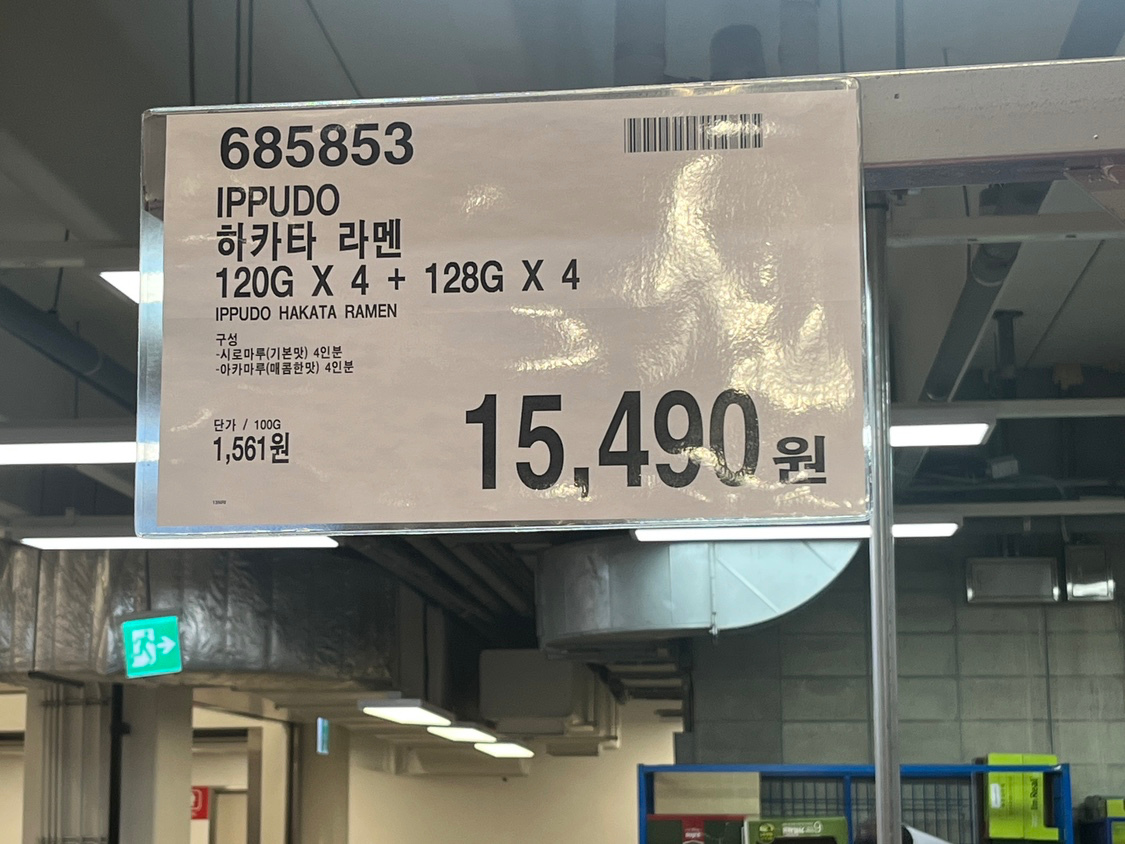 685853
IPPUDO
하카타 라멘
120G X 4 + 128G X 4
IPPUDO HAKATA RAMEN
구성
-시로마루(기본맛) 4인분
-아카마루(매콤한맛) 4인분
단가 / 100G
1,561원
15,490 원